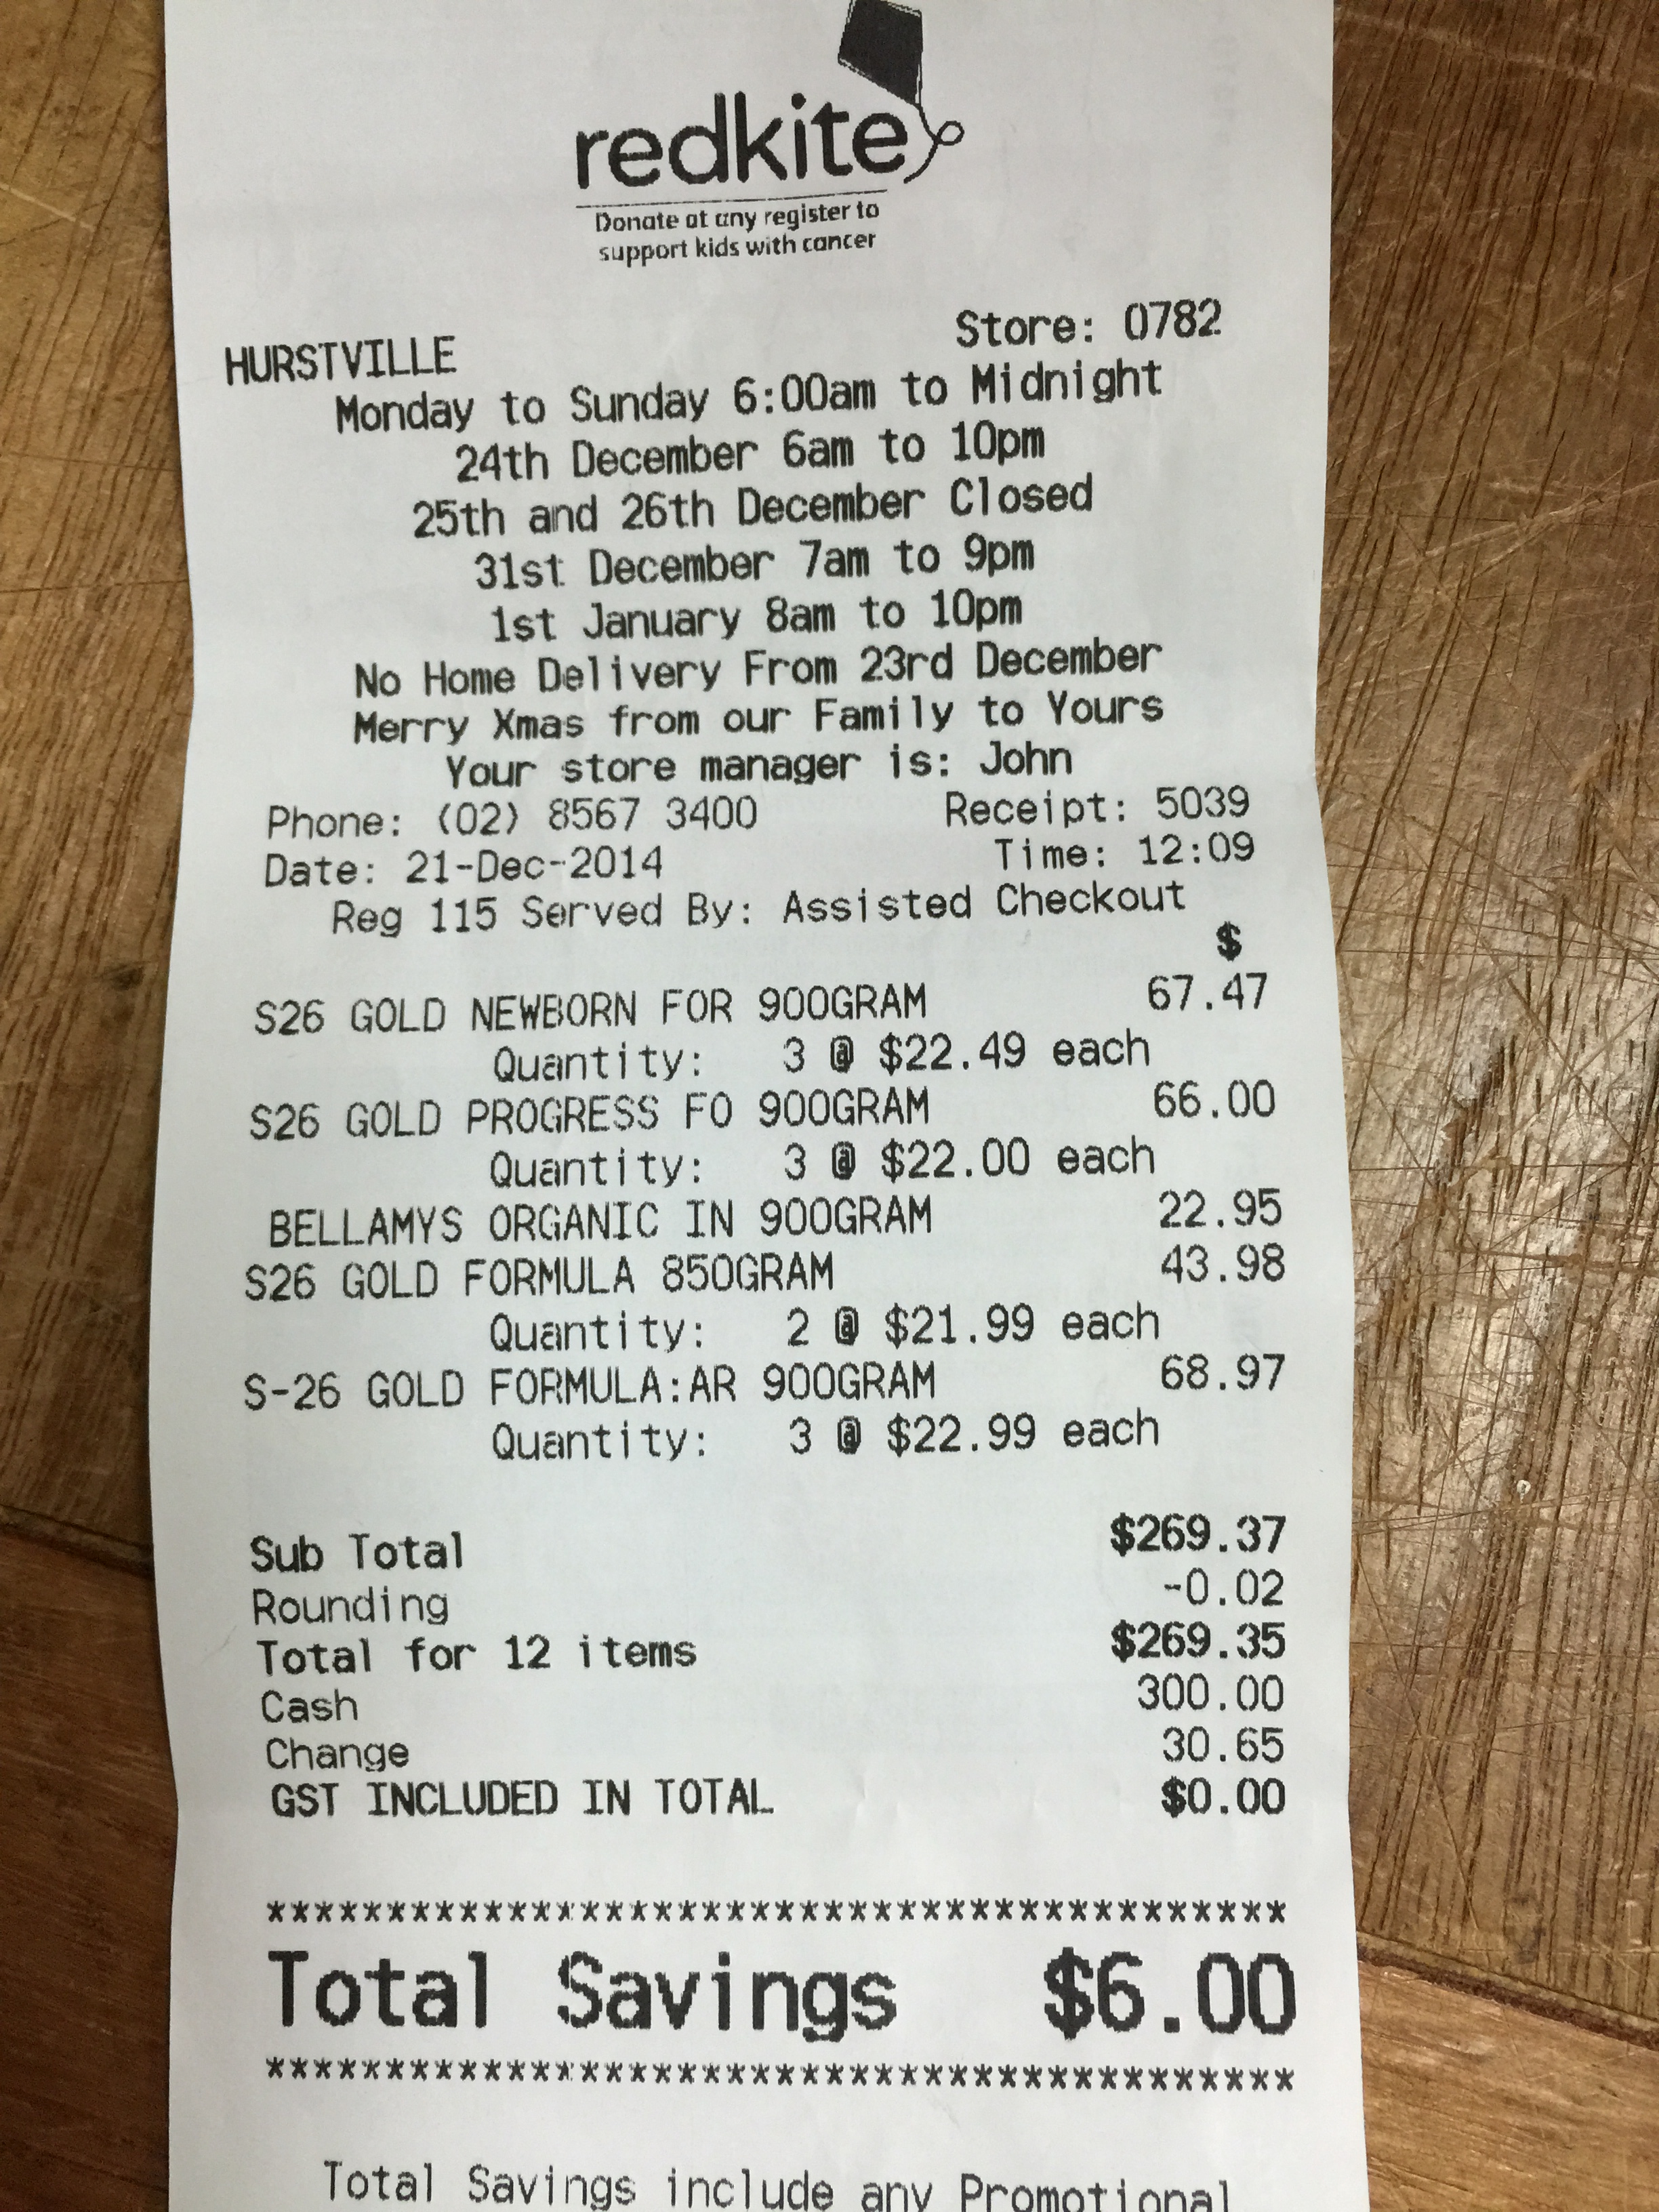 redkite
Donate at any register to
support kids with cancer
Store: 0782
HURSTVILLE
Monday to Sunday 6:00am to Midnight
24th December 6am to 10pm
25th and 26th December Closed
31st December 7am to 9pm
1st January 8am to 10pm
No Home Delivery From 23rd December
Merry Xmas from our Family to Yours
Your store manager is: John
Phone: (02) 8567 3400 Receipt: 5039
Date: 21-Dec-2014 Time: 12:09
Reg 115 Served By: Assisted Checkout
$
S26 GOLD NEWBORN FOR 900GRAM 67.47
Quantity: 3 @ $22.49 each
S26 GOLD PROGRESS FO 900GRAM 66.00
Quantity: 3 @ $22.00 each
BELLAMYS ORGANIC IN 900GRAM 22.95
S26 GOLD FORMULA 850GRAM 43.98
Quantity: 2 @ $21.99 each
S-26 GOLD FORMULA:AR 900GRAM 68.97
Quantity: 3 @ $22.99 each
Sub Total $269.37
Rounding -0.02
Total for 12 items $269.35
Cash 300.00
Change 30.65
GST INCLUDED IN TOTAL $0.00
*******************************************
Total Savings $6.00
*******************************************
Total Savings include any Promotional